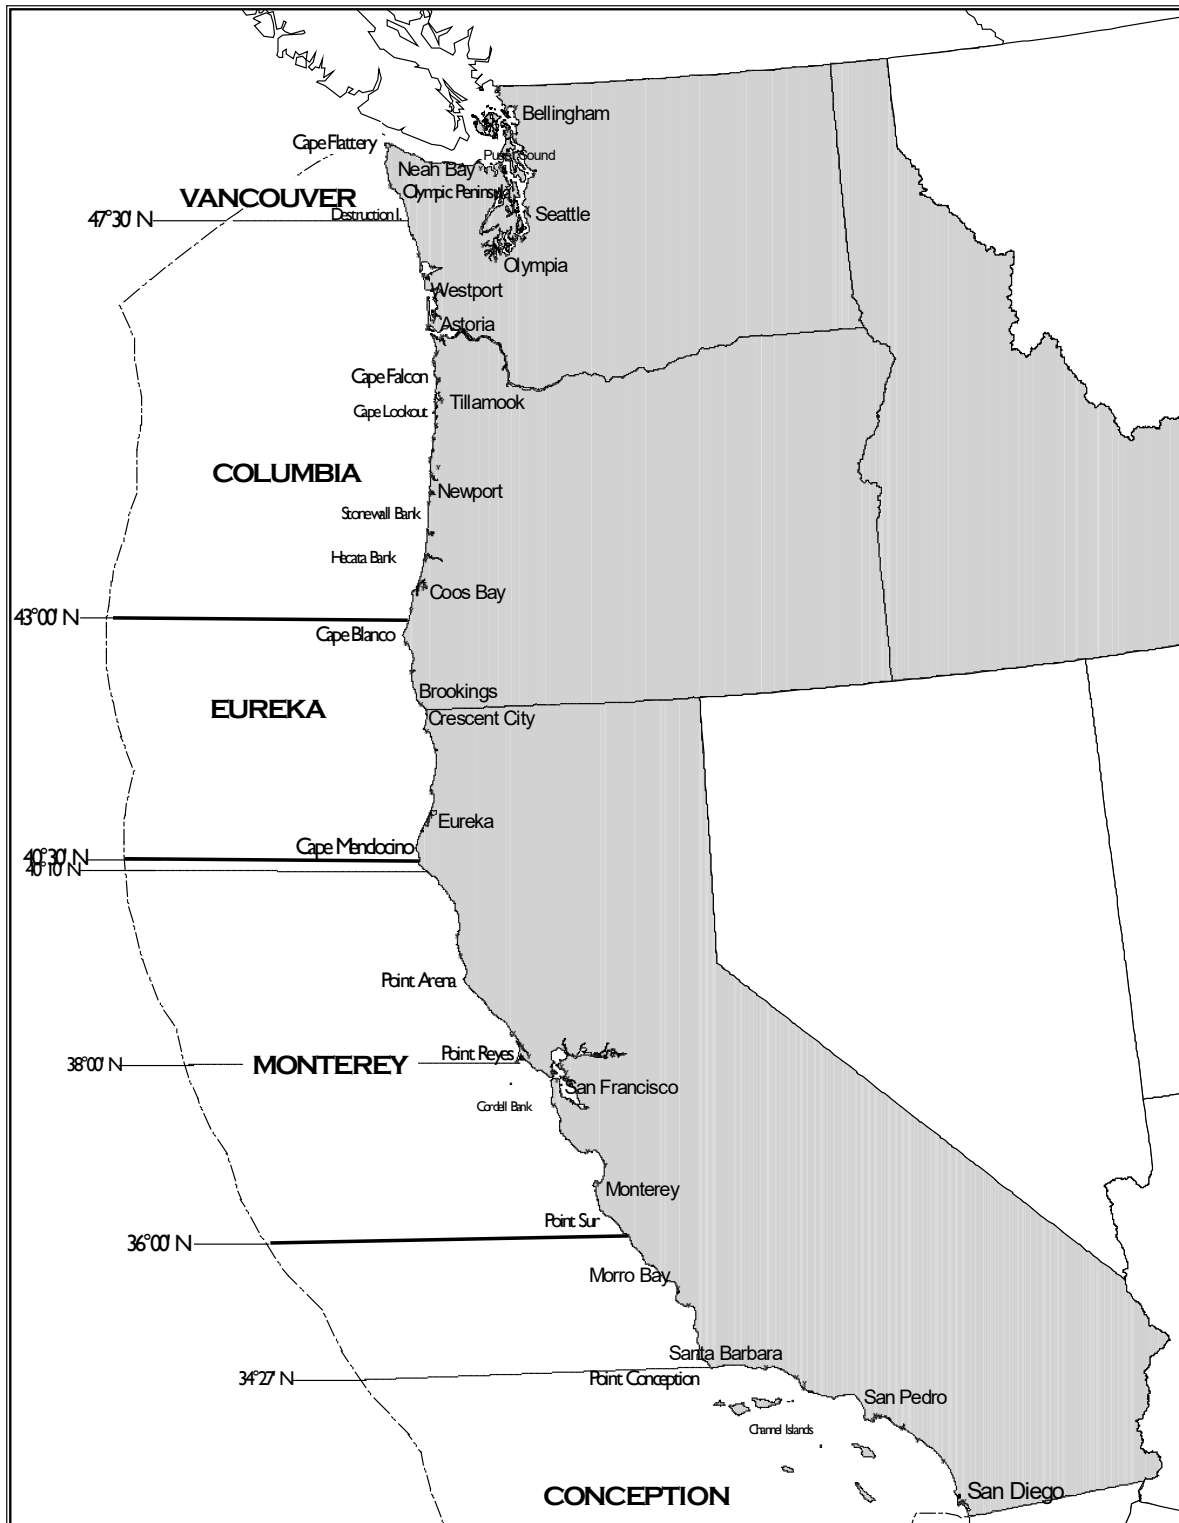 Bellingham
Cape Flattery
Puget Sound
Neah Bay
VANCOUVER
Olympic Peninsula
47°30' N
Destruction I.
Seattle
Olympia
Westport
Astoria
Cape Falcon
Cape Lookout
Tillamook
COLUMBIA
Newport
Stonewall Bank
Hecata Bank
Coos Bay
43°00' N
Cape Blanco
Brookings
EUREKA
Crescent City
Eureka
Cape Mendocino
40°30' N
40°10' N
Point Arena
38°00' N
MONTEREY
Point Reyes
San Francisco
Cordell Bank
Monterey
Point Sur
36°00' N
Morro Bay
Santa Barbara
34°27' N
Point Conception
San Pedro
Channel Islands
CONCEPTION
San Diego